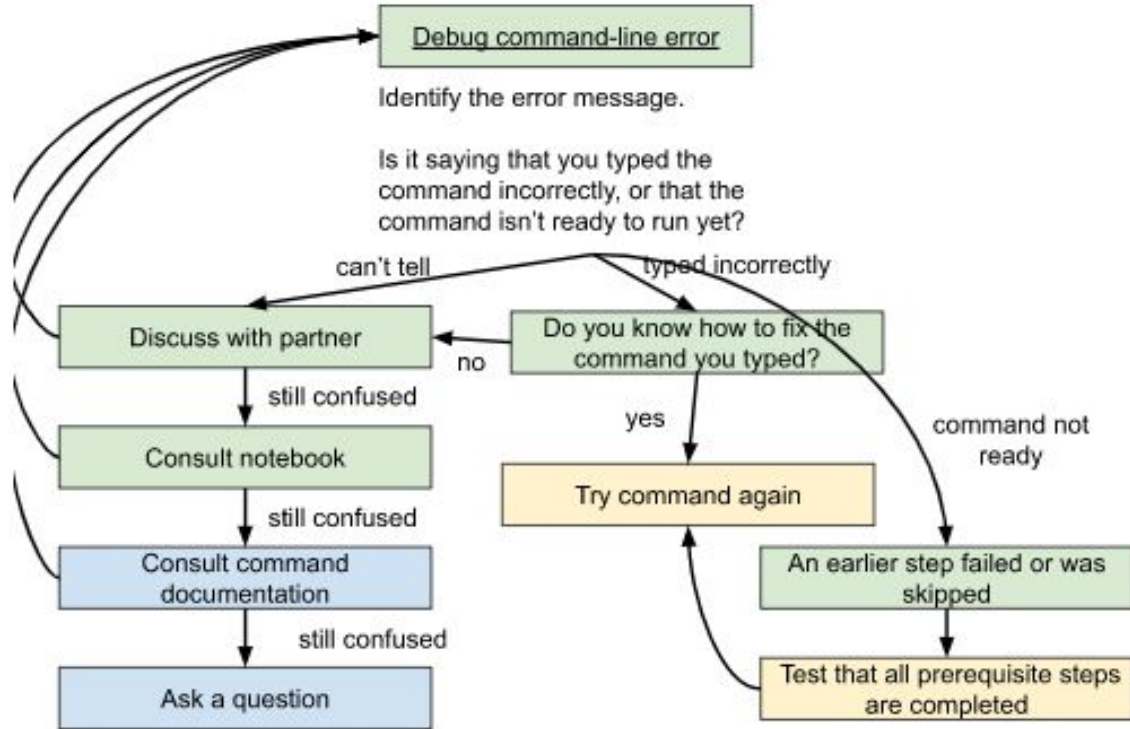 Debug command-line error
Identify the error message.
Is it saying that you typed the
command incorrectly, or that the
command isn't ready to run yet?
can't tell
typed incorrectly
Discuss with partner
no
Do you know how to fix the
command you typed?
still confused
yes
command not
ready
Consult notebook
Try command again
still confused
Consult command
documentation
An earlier step failed or was
skipped
still confused
Ask a question
Test that all prerequisite steps
are completed